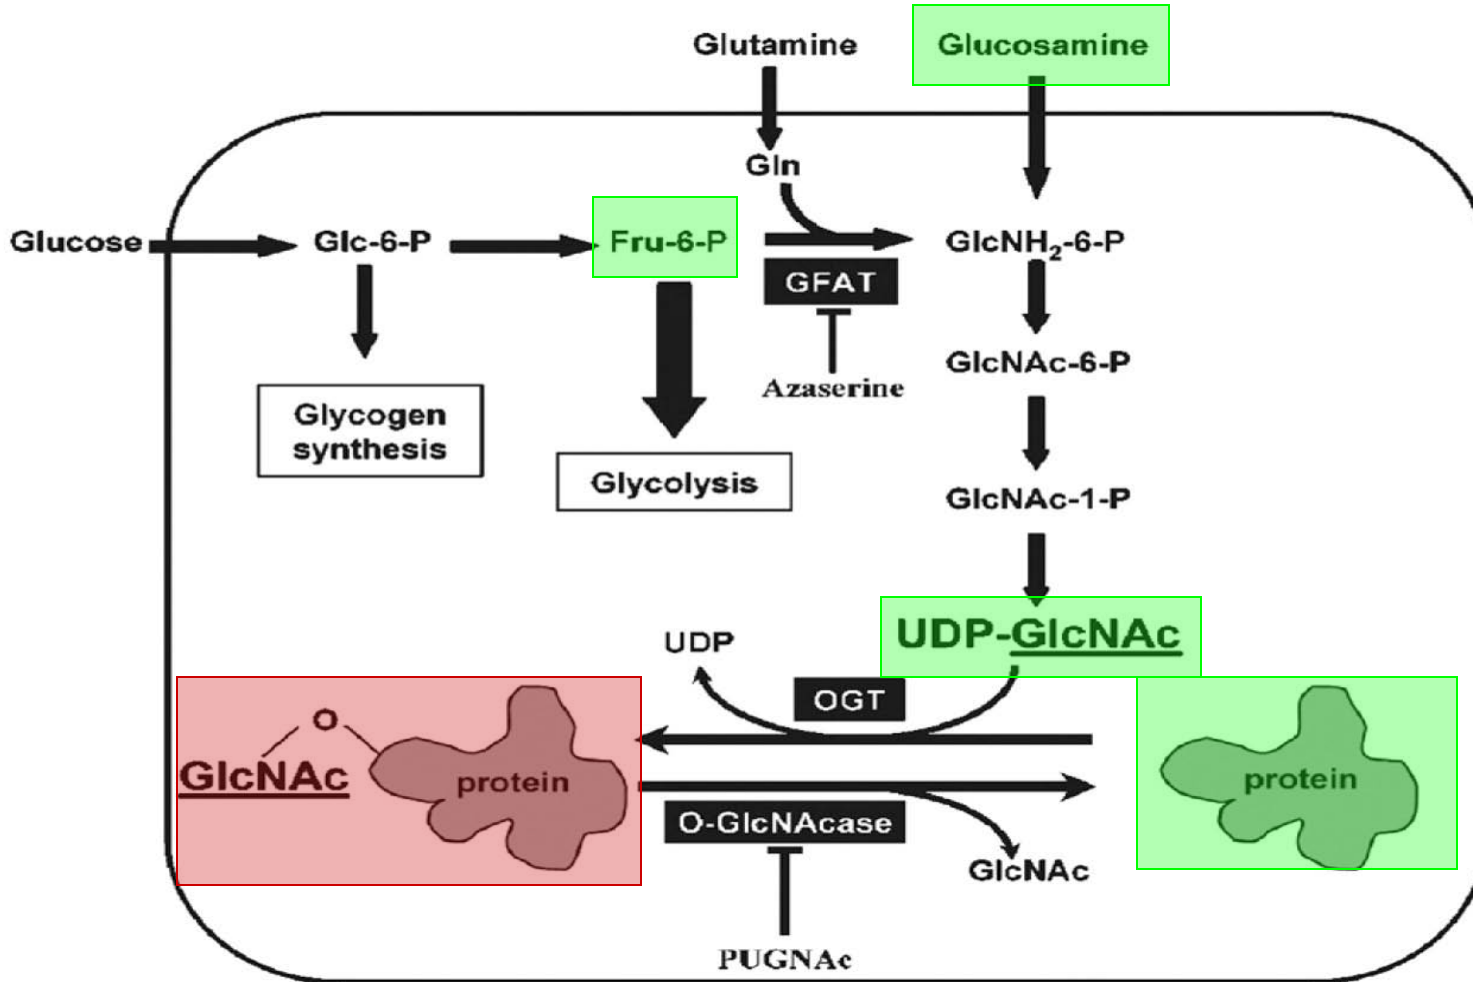 Glutamine
Glucosamine
Gln
Glucose
Glc-6-P
Fru-6-P
GlcNH2-6-P
GFAT
GlcNAc-6-P
Azaserine
Glycogen
synthesis
Glycolysis
GlcNAc-1-P
UDP
UDP-GlcNAc
OGT
O
GlcNAc
protein
protein
O-GlcNAcase
GlcNAc
PUGNAc